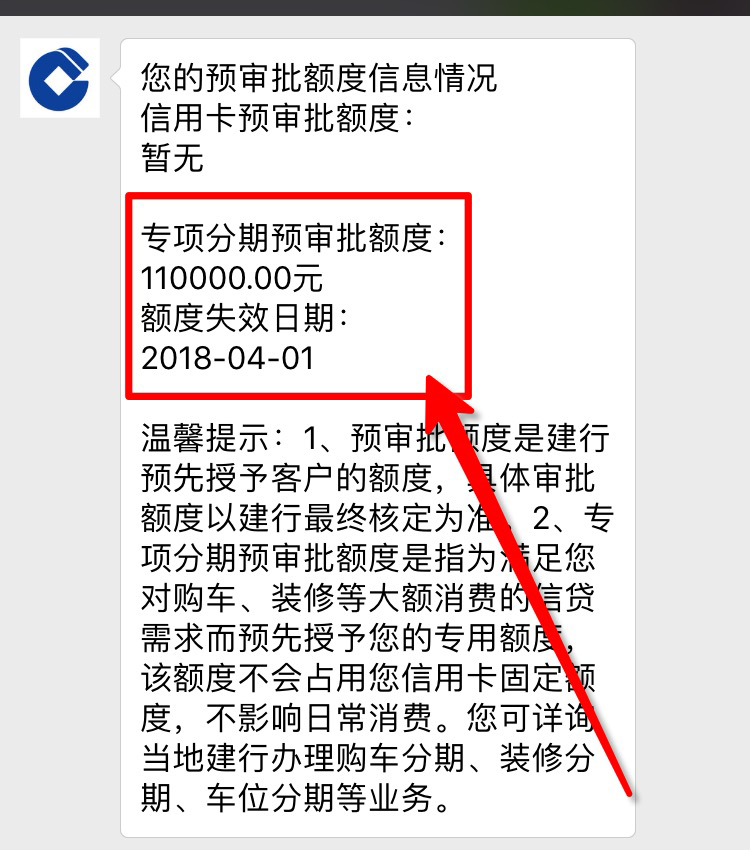 您的预审批额度信息情况
信用卡预审批额度：
暂无
专项分期预审批额度：
110000.00元
额度失效日期：
2018-04-01
温馨提示：1、预审批额度是建行
预先授予客户的额度，具体审批
额度以建行最终核定为准。2、专
项分期预审批额度是指为满足您
对购车、装修等大额消费的信贷
需求而预先授予您的专用额度，
该额度不会占用您信用卡固定额
度，不影响日常消费。您可详询
当地建行办理购车分期、装修分
期、车位分期等业务。